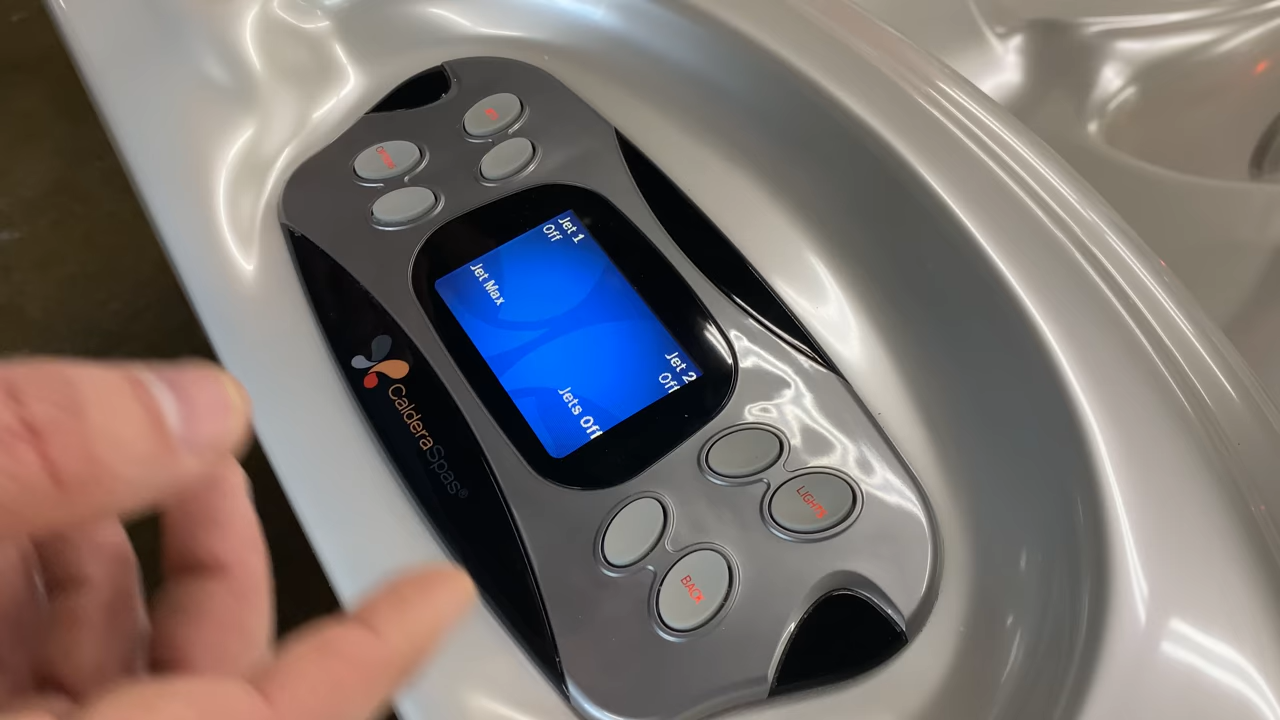 Jet 1
Off
Jet Max
Jet 2
Off
Jets Off
CalderaSpas®
LIGHTS
BACK